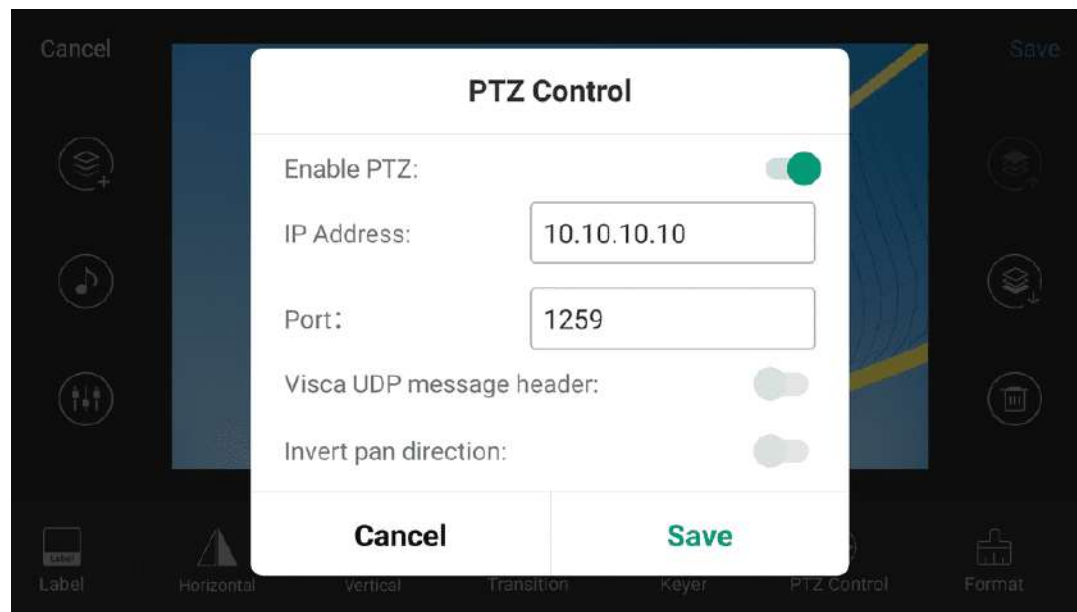 Cancel
Save
PTZ Control
Enable PTZ:
IP Address:
10.10.10.10
Port:
1259
Visca UDP message header:
Invert pan direction:
Cancel
Save
Label
Label
Horizontal
Vertical
Transition
Keyer
PTZ Control
Format